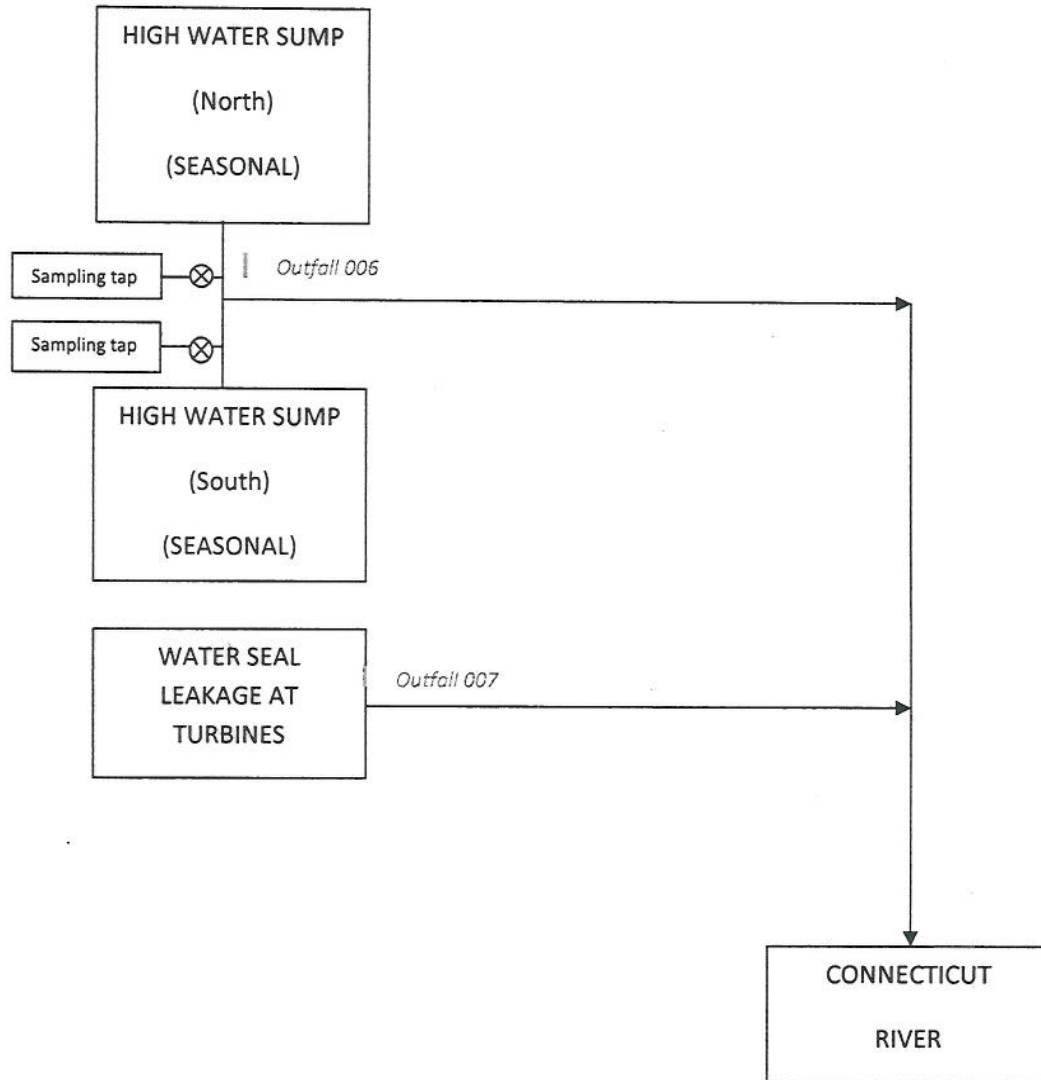 HIGH WATER SUMP
(North)
(SEASONAL)
Outfall 006
Sampling tap
Sampling tap
HIGH WATER SUMP
(South)
(SEASONAL)
WATER SEAL
LEAKAGE AT
TURBINES
Outfall 007
CONNECTICUT
RIVER